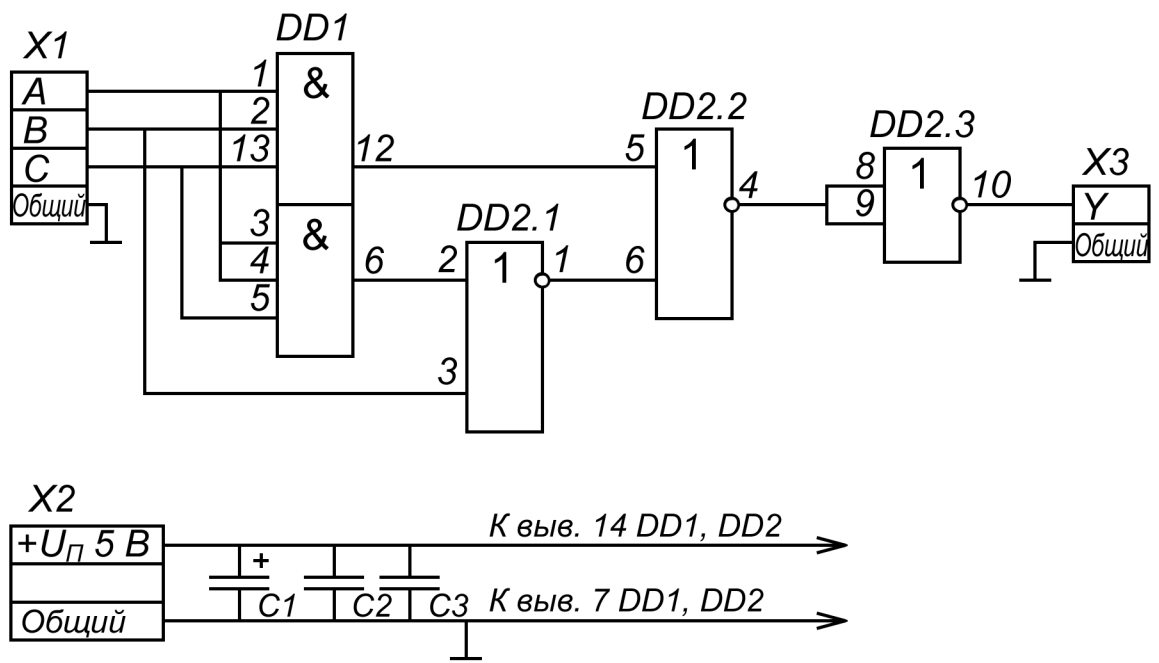 DD1
X1
A
B
C
Общий
1
2
13
&
12
3
4
5
&
6
DD2.1
2
3
1
1
DD2.2
5
6
1
4
DD2.3
8
9
1
10
X3
Y
Общий
X2
+UП 5 В
Общий
+
C1
C2
C3
К выв. 14 DD1, DD2
К выв. 7 DD1, DD2